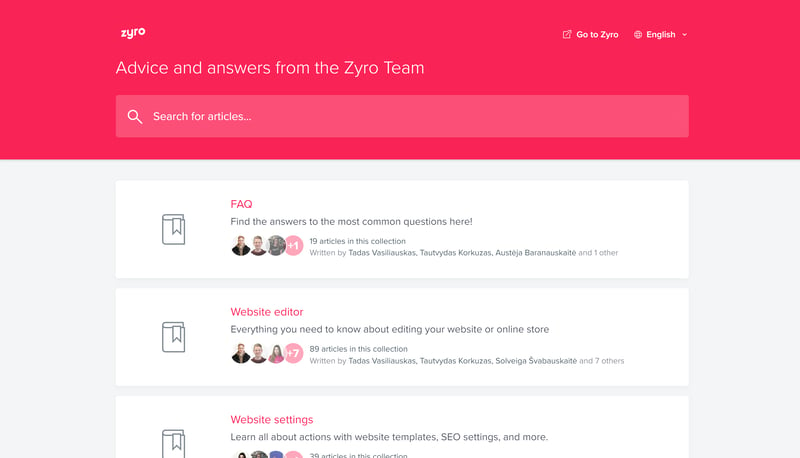 zyro
Go to Zyro
English
Advice and answers from the Zyro Team
Search for articles...
FAQ
Find the answers to the most common questions here!
+1
19 articles in this collection
Written by Tadas Vasiliauskas, Tautvydas Korkuzas, Austėja Baranauskaitė and 1 other
Website editor
Everything you need to know about editing your website or online store
+7
89 articles in this collection
Written by Tadas Vasiliauskas, Tautvydas Korkuzas, Solveiga Švabauskaitė and 7 others
Website settings
Learn all about actions with website templates, SEO settings, and more.
39 articles in this collection